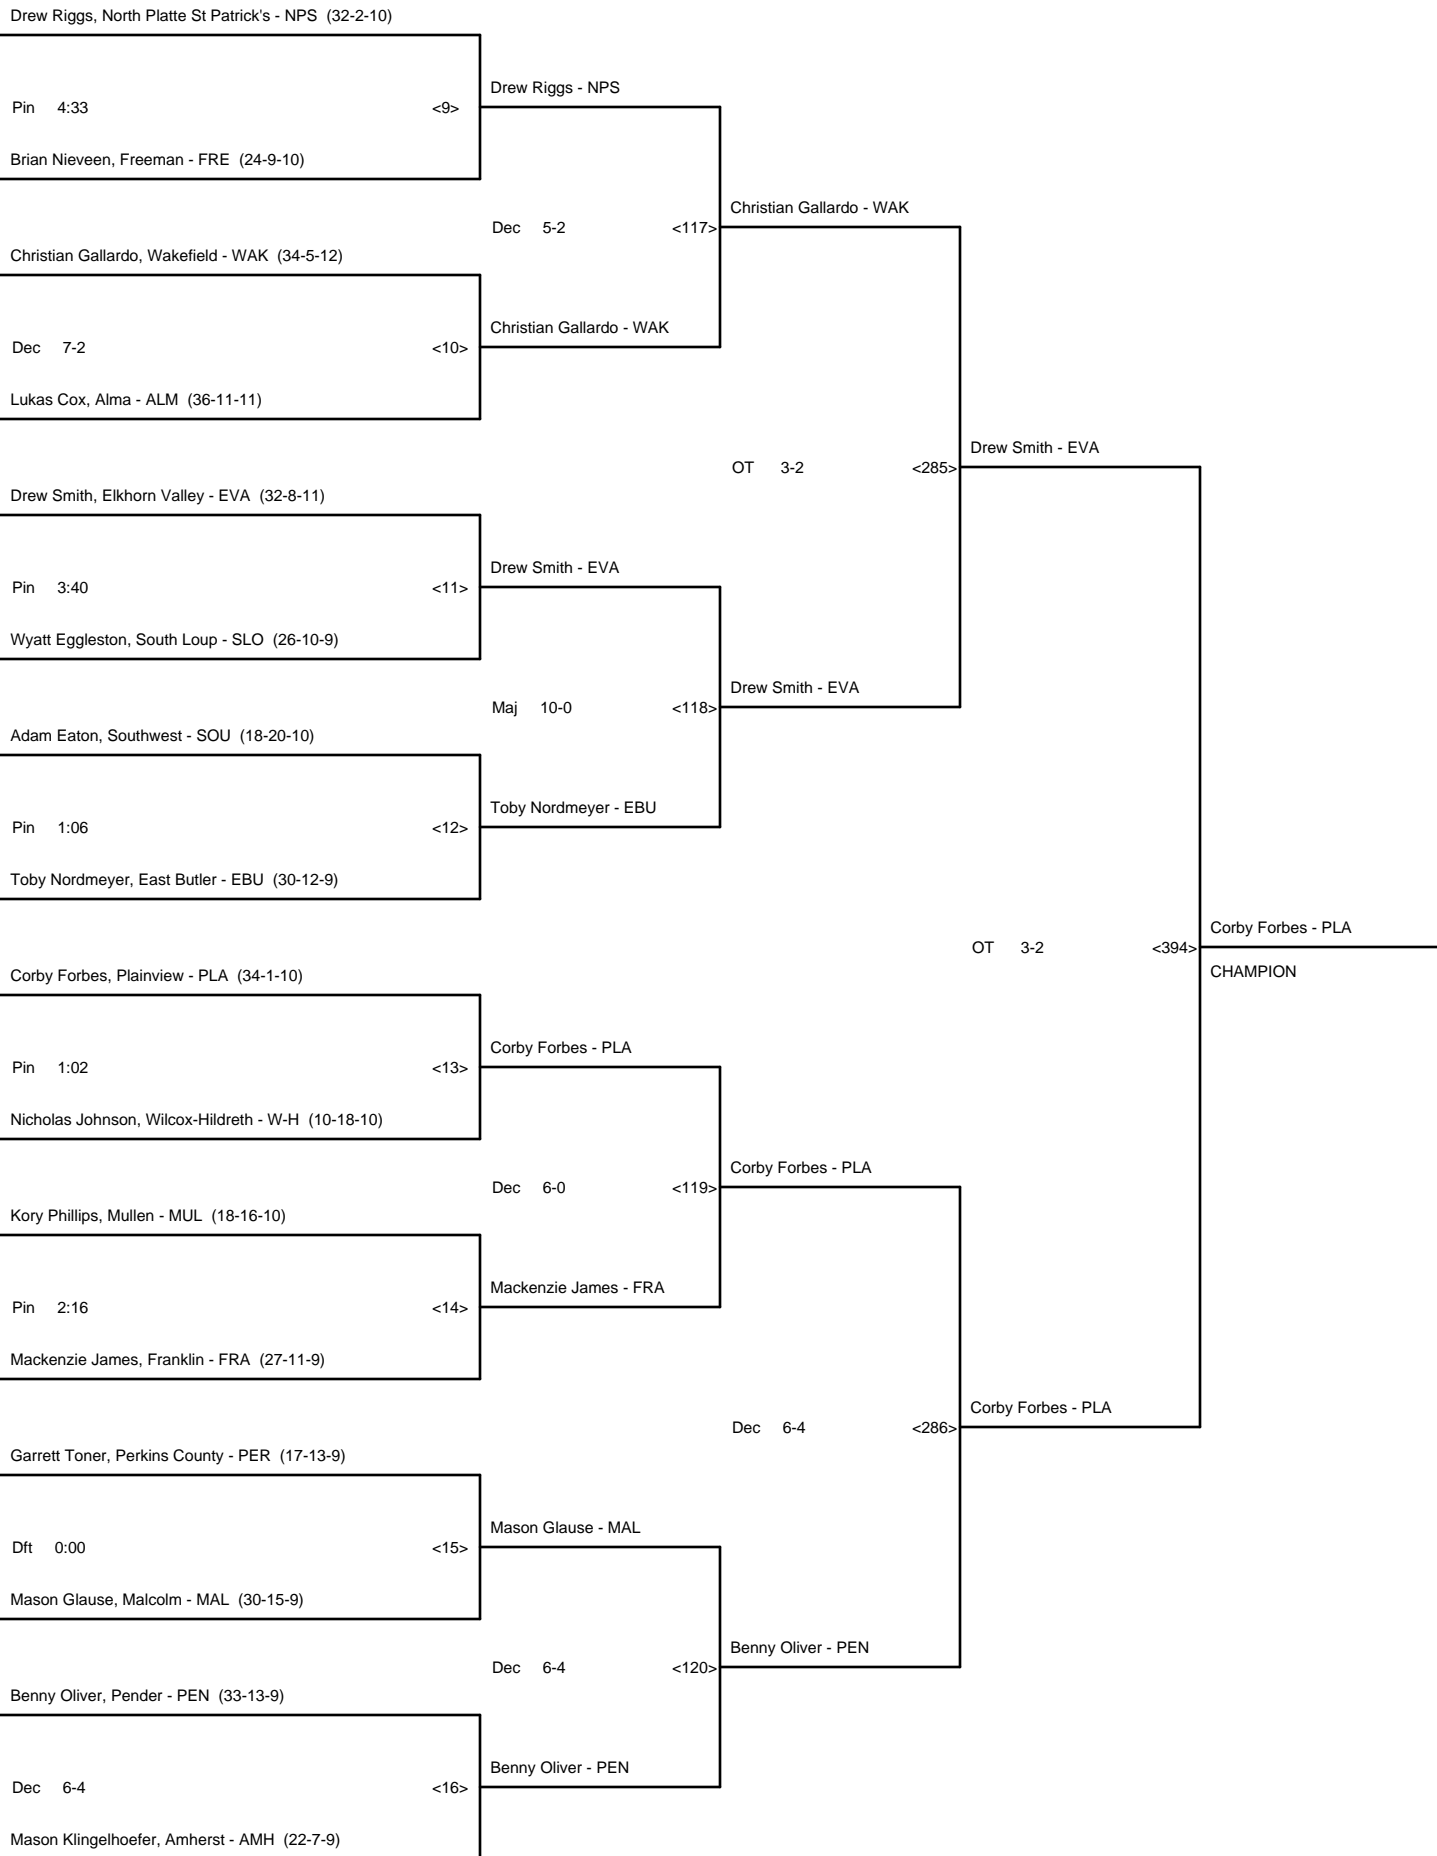 Drew Riggs, North Platte St Patrick's - NPS (32-2-10)
Drew Riggs - NPS
Pin 4:33 <9>
Brian Nieveen, Freeman - FRE (24-9-10)
Christian Gallardo - WAK
Dec 5-2 <117>
Christian Gallardo, Wakefield - WAK (34-5-12)
Christian Gallardo - WAK
Dec 7-2 <10>
Lukas Cox, Alma - ALM (36-11-11)
Drew Smith - EVA
OT 3-2 <285>
Drew Smith, Elkhorn Valley - EVA (32-8-11)
Drew Smith - EVA
Pin 3:40 <11>
Wyatt Eggleston, South Loup - SLO (26-10-9)
Drew Smith - EVA
Maj 10-0 <118>
Adam Eaton, Southwest - SOU (18-20-10)
Toby Nordmeyer - EBU
Pin 1:06 <12>
Toby Nordmeyer, East Butler - EBU (30-12-9)
Corby Forbes - PLA
OT 3-2 <394>
CHAMPION
Corby Forbes, Plainview - PLA (34-1-10)
Corby Forbes - PLA
Pin 1:02 <13>
Nicholas Johnson, Wilcox-Hildreth - W-H (10-18-10)
Corby Forbes - PLA
Dec 6-0 <119>
Kory Phillips, Mullen - MUL (18-16-10)
Mackenzie James - FRA
Pin 2:16 <14>
Mackenzie James, Franklin - FRA (27-11-9)
Corby Forbes - PLA
Dec 6-4 <286>
Garrett Toner, Perkins County - PER (17-13-9)
Mason Glause - MAL
Dft 0:00 <15>
Mason Glause, Malcolm - MAL (30-15-9)
Benny Oliver - PEN
Dec 6-4 <120>
Benny Oliver, Pender - PEN (33-13-9)
Benny Oliver - PEN
Dec 6-4 <16>
Mason Klingelhoefer, Amherst - AMH (22-7-9)